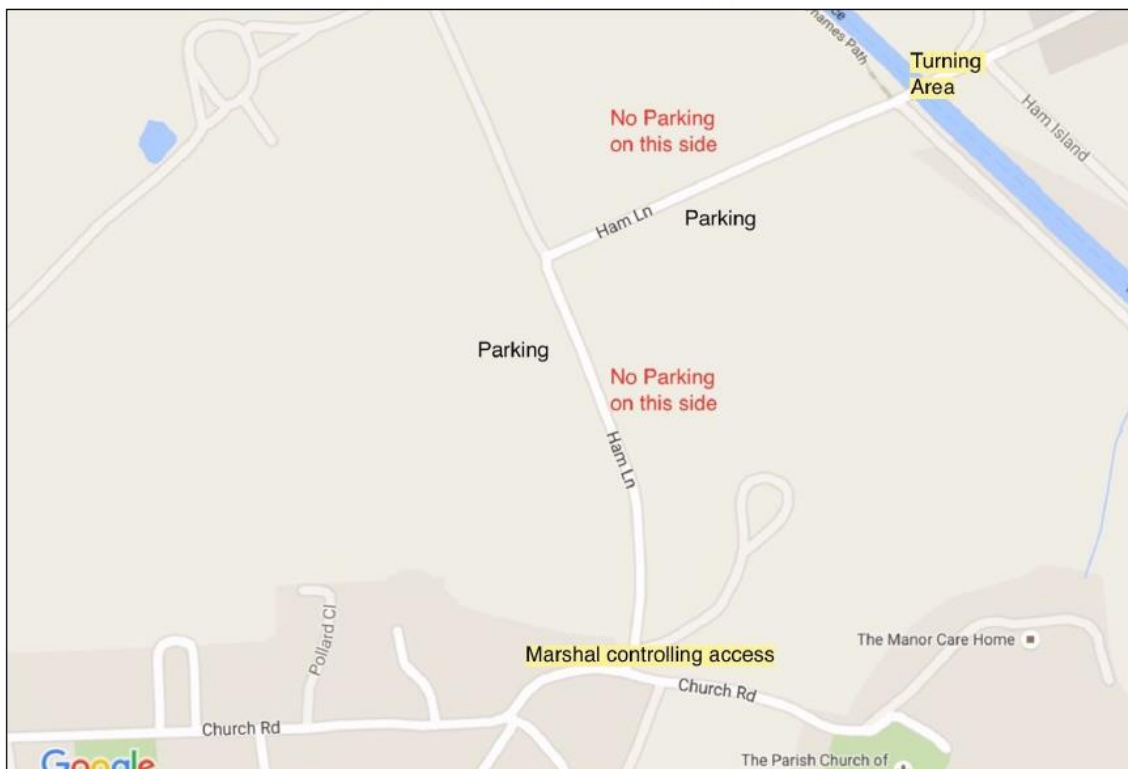 Thames Path
Turning
Area
No Parking
on this side
Ham Island
Ham Ln
Parking
Parking
No Parking
on this side
Ham Ln
Marshal controlling access
The Manor Care Home
Pollard Cl
Church Rd
Church Rd
The Parish Church of
Google